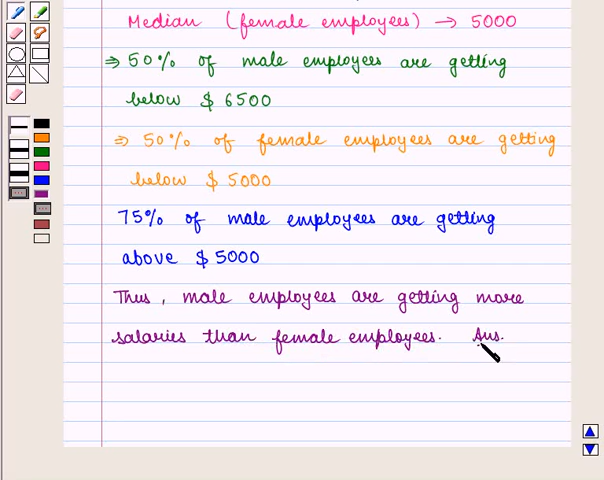 Median (female employees) → 5000
⇒ 50% of male employees are getting
below $ 6500
⇒ 50% of female employees are getting
below $ 5000
75% of male employees are getting
above $ 5000
Thus, male employees are getting more
salaries than female employees. Ans.